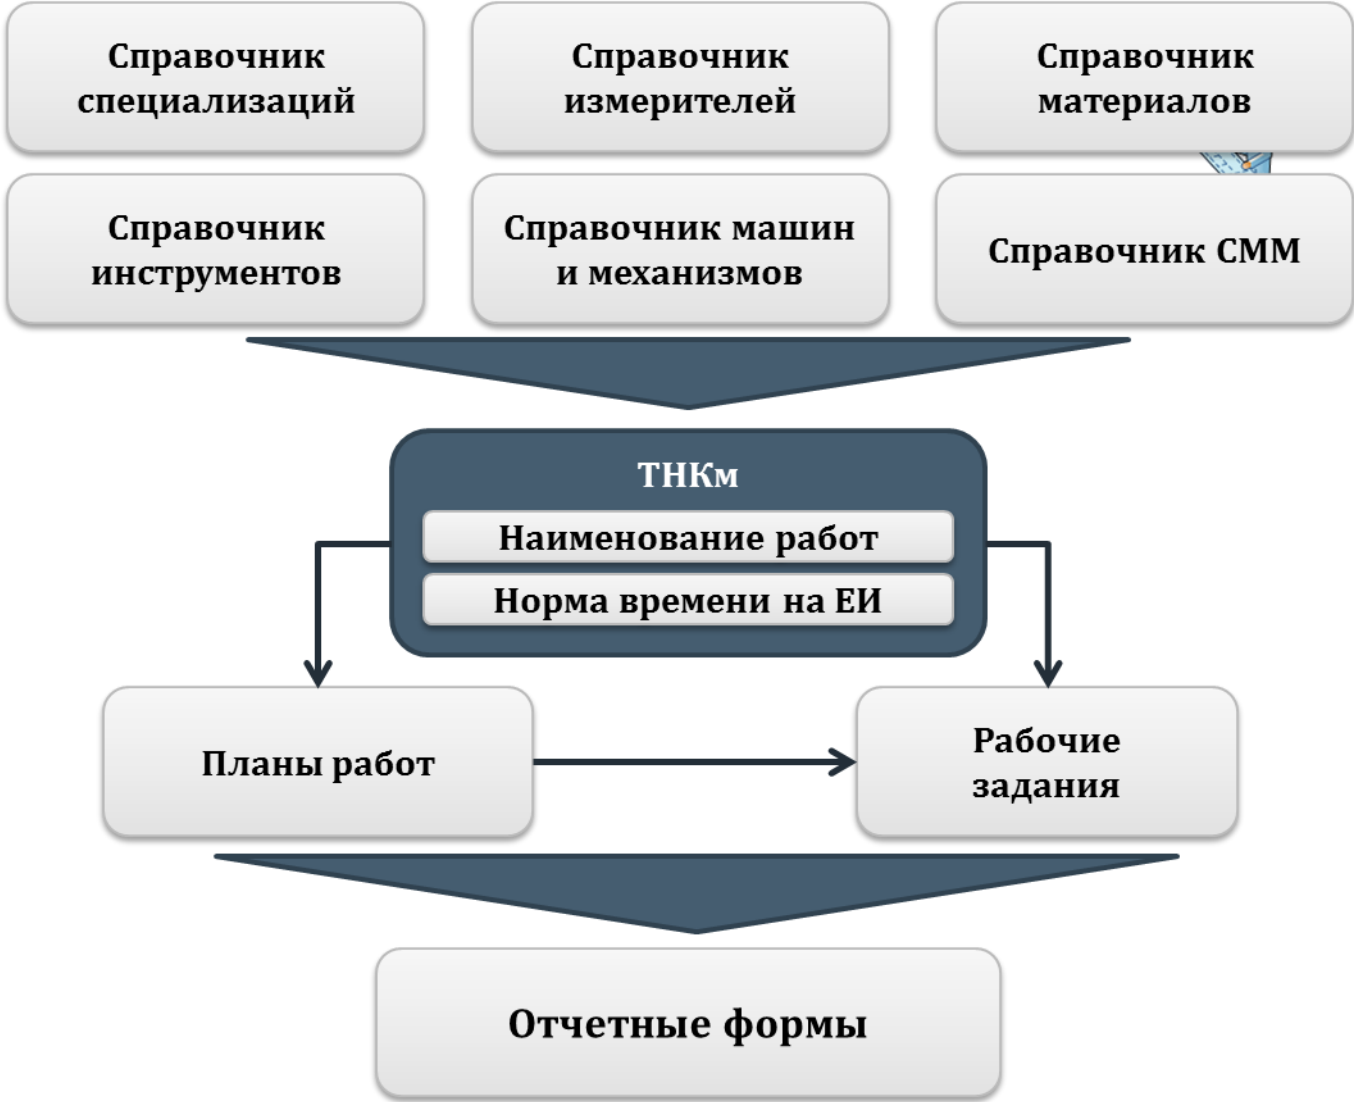 Справочник
специализаций
Справочник
измерителей
Справочник
материалов
Справочник
инструментов
Справочник машин
и механизмов
Справочник СММ
ТНКм
Наименование работ
Норма времени на ЕИ
Планы работ
Рабочие
задания
Отчетные формы